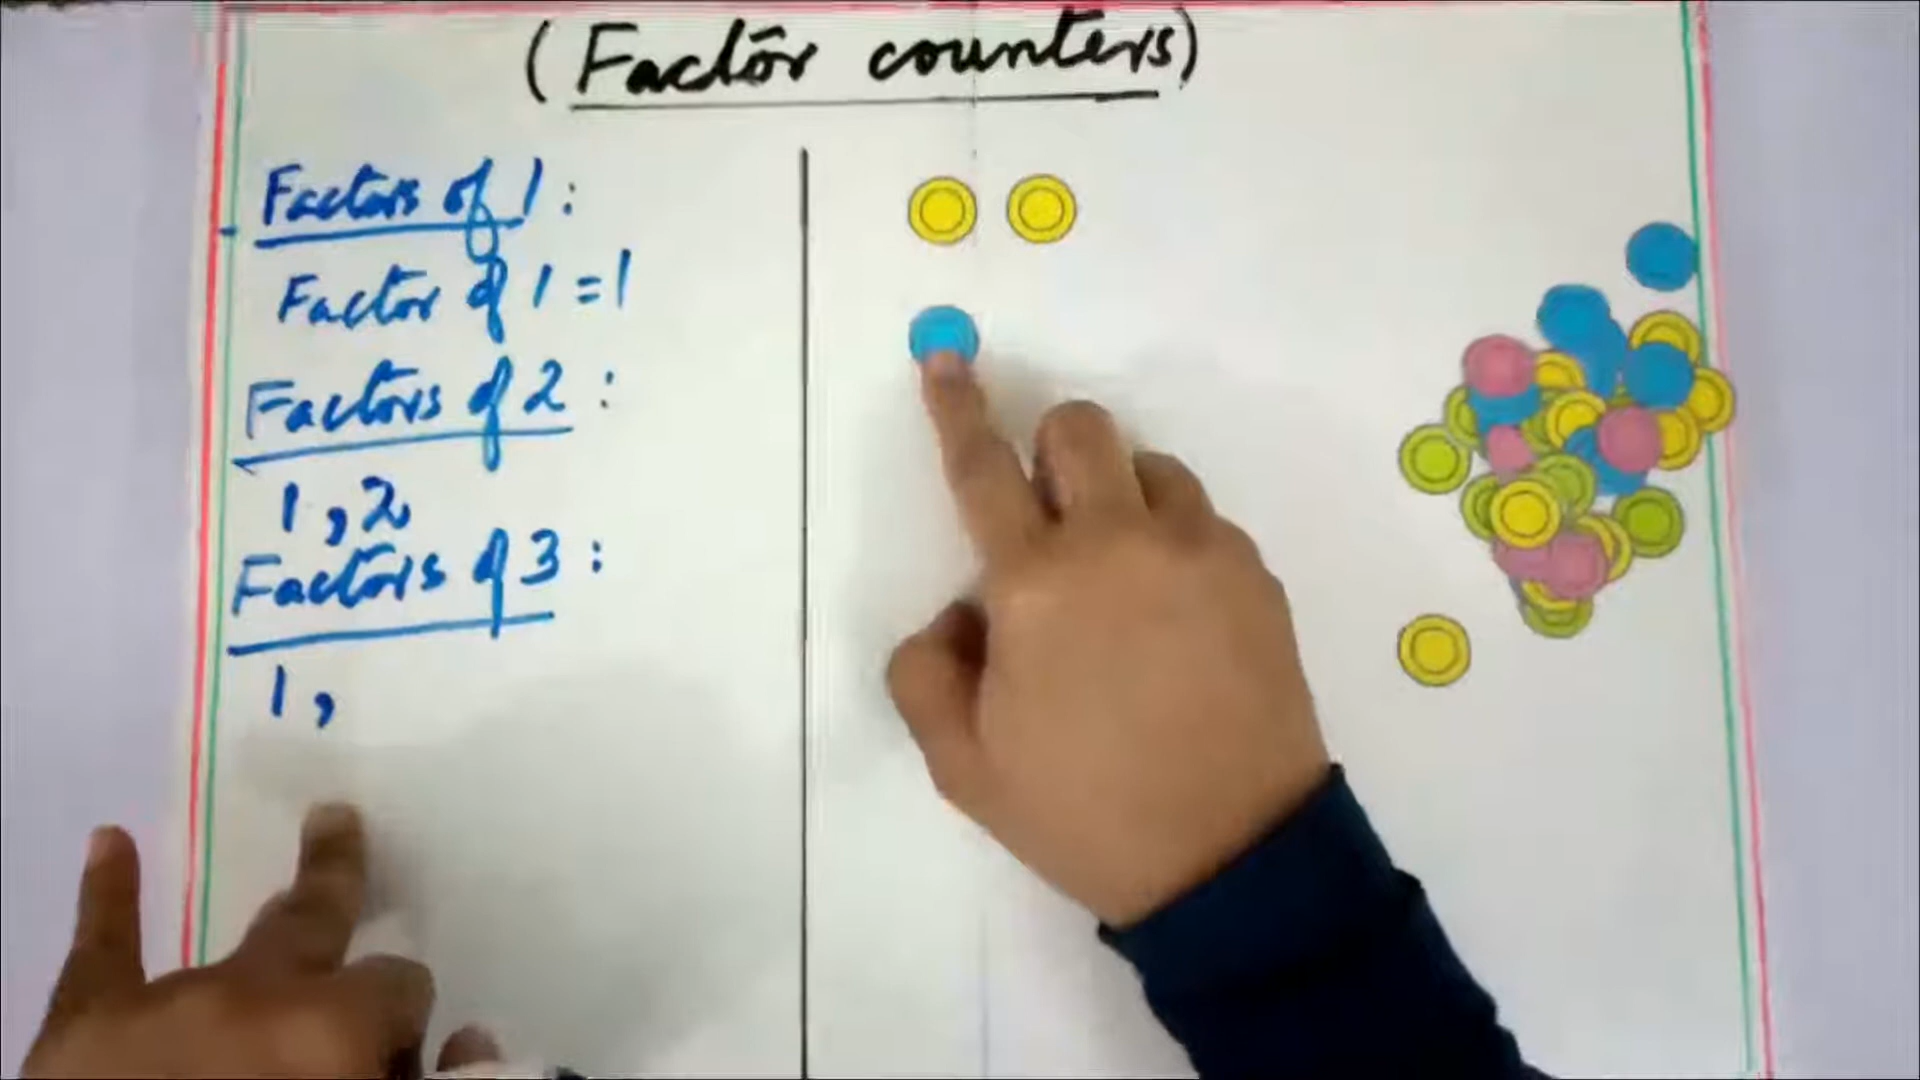 (Factor counters)
Factors of 1:
Factor of 1 = 1
Factors of 2:
1, 2
Factors of 3:
1,